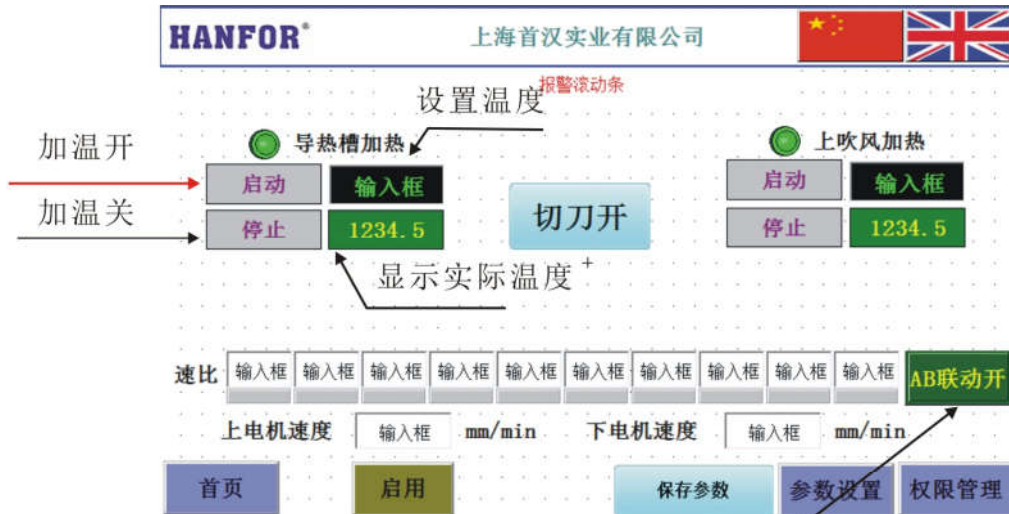 HANFOR® 上海首汉实业有限公司
报警滚动条
设置温度
加温开
导热槽加热 上吹风加热
启动 输入框 启动 输入框
加温关
停止 1234.5 切刀开 停止 1234.5
显示实际温度
速比 输入框 输入框 输入框 输入框 输入框 输入框 输入框 输入框 输入框 输入框 AB联动开
上电机速度 输入框 mm/min 下电机速度 输入框 mm/min
首页 启用 保存参数 参数设置 权限管理